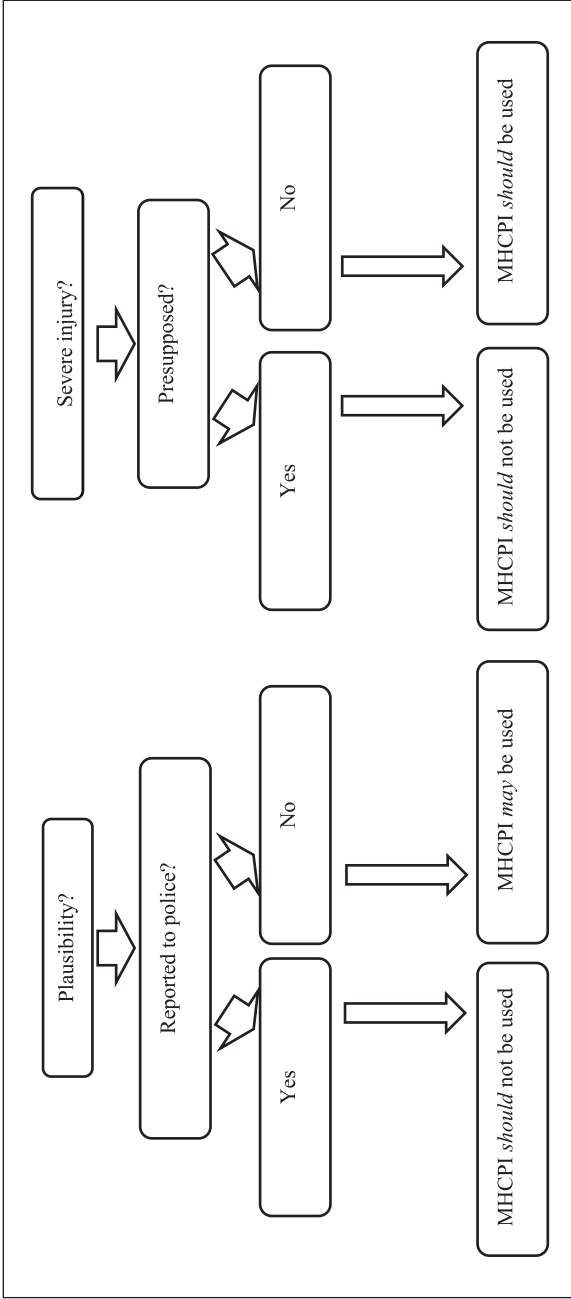 Plausibility?
Reported to police?
Yes
No
MHCPI should not be used
MHCPI may be used
Severe injury?
Presupposed?
Yes
No
MHCPI should not be used
MHCPI should be used